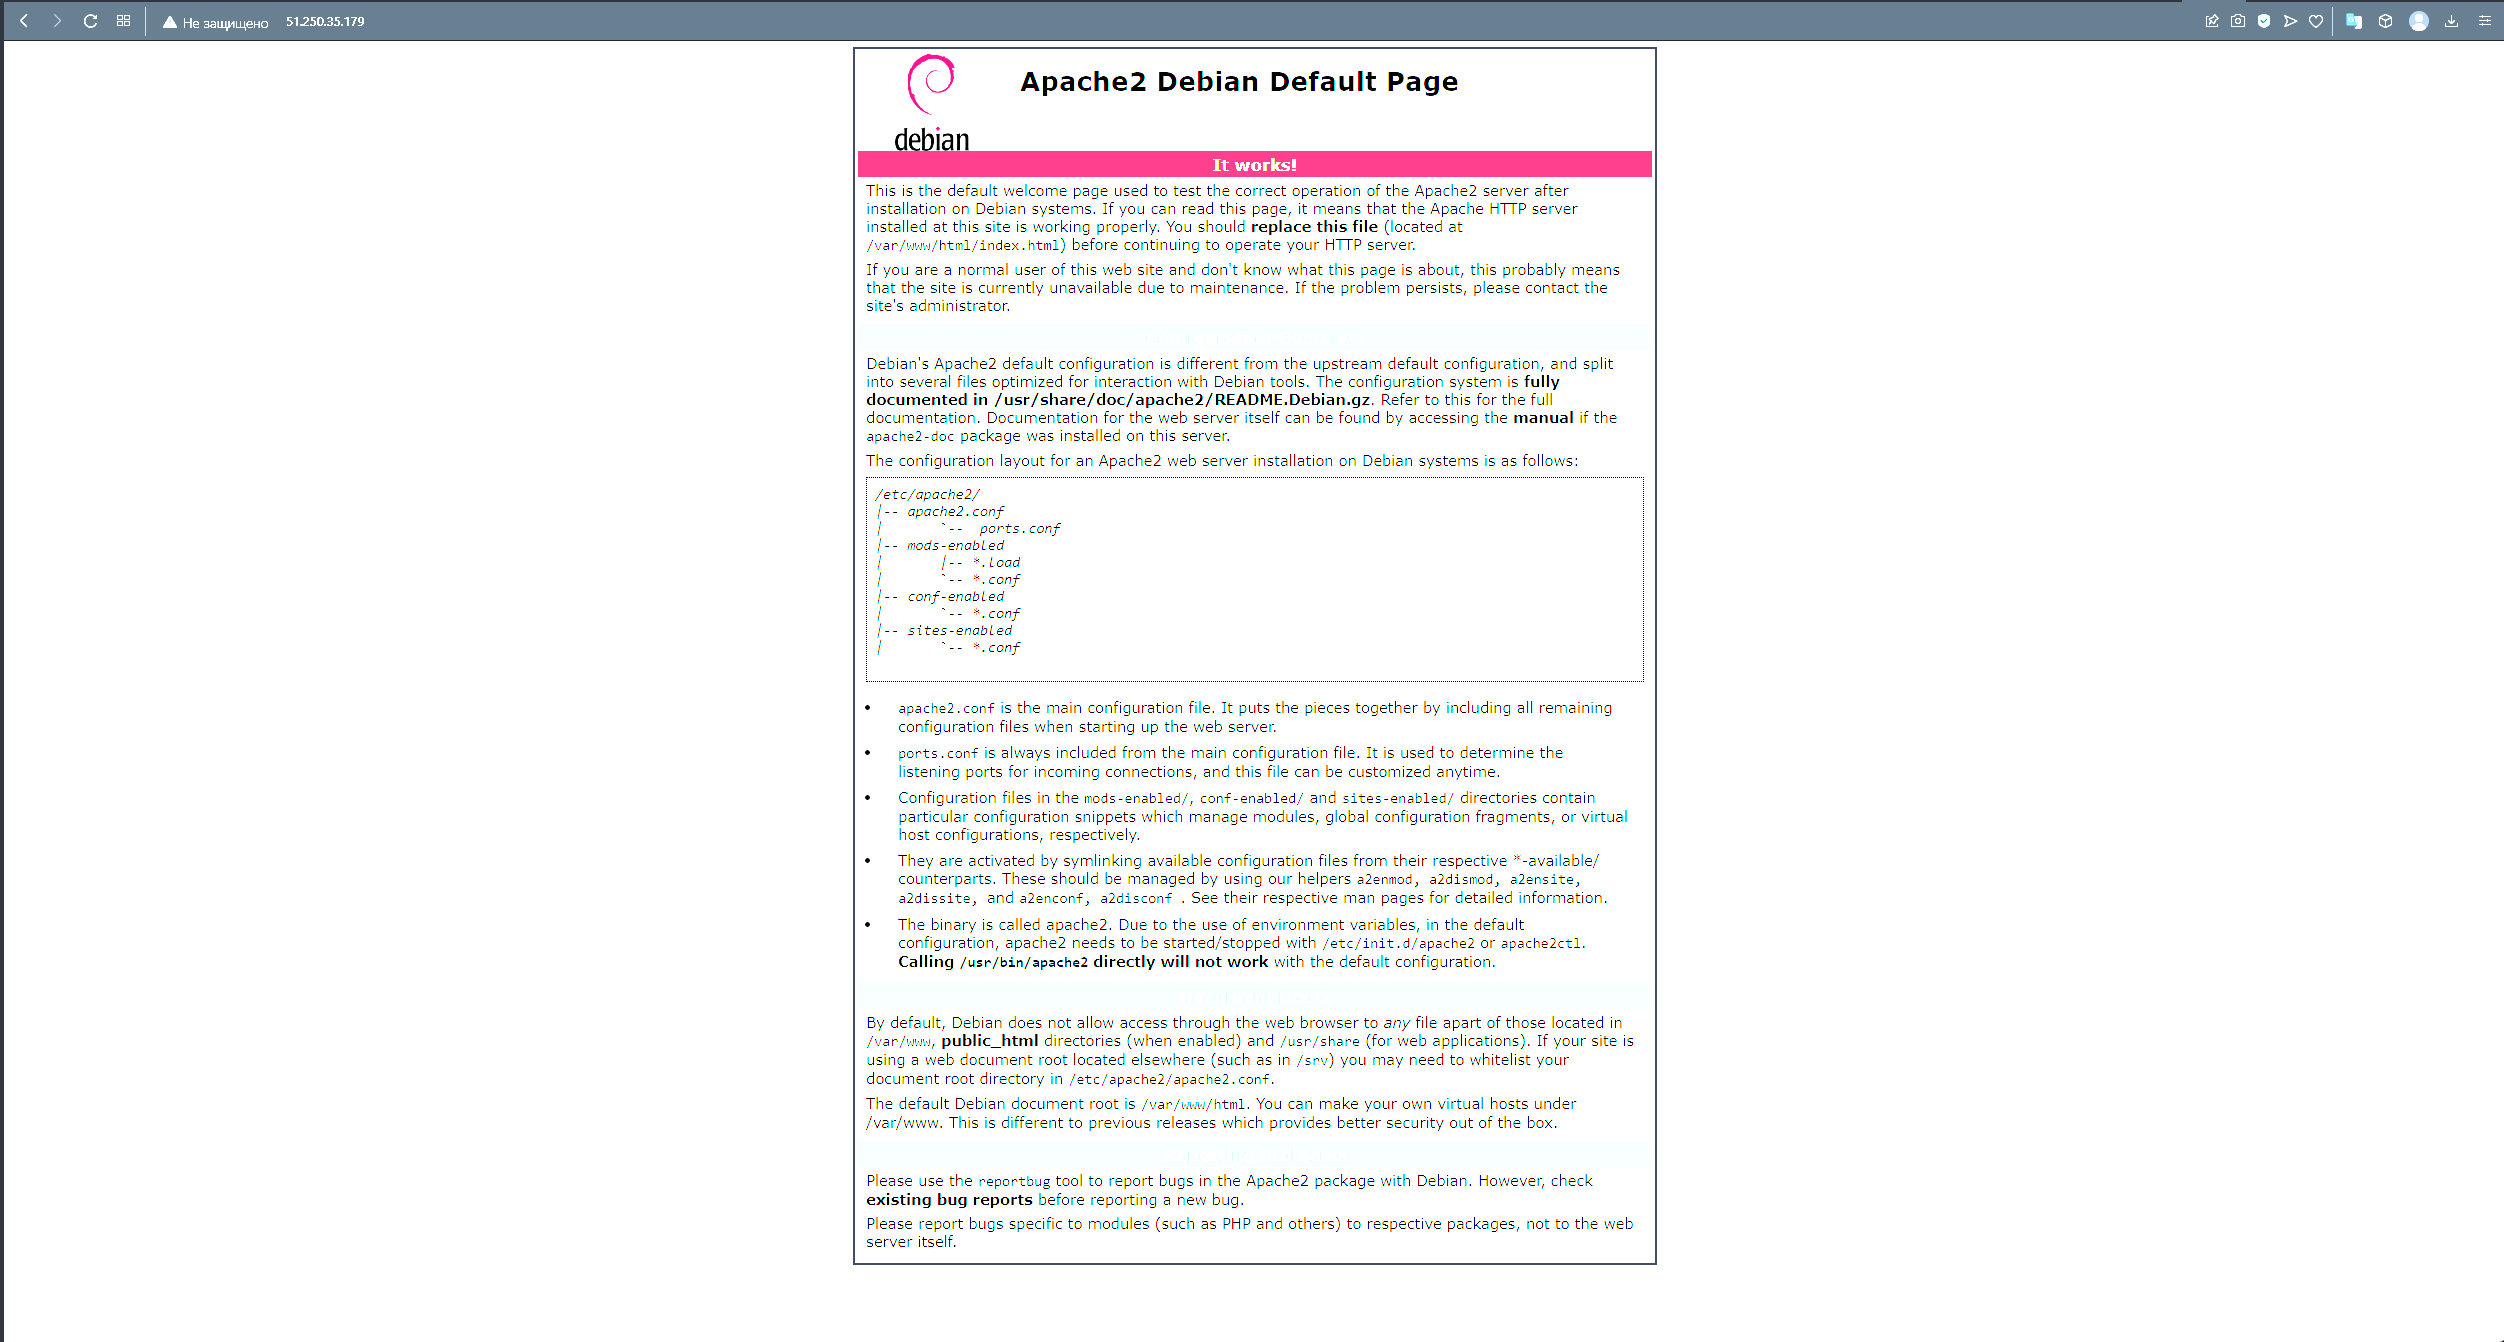 Не защищено 51.250.35.179
debian
Apache2 Debian Default Page
It works!
This is the default welcome page used to test the correct operation of the Apache2 server after
installation on Debian systems. If you can read this page, it means that the Apache HTTP server
installed at this site is working properly. You should replace this file (located at
/var/www/html/index.html) before continuing to operate your HTTP server.
If you are a normal user of this web site and don't know what this page is about, this probably means
that the site is currently unavailable due to maintenance. If the problem persists, please contact the
site's administrator.
Debian's Apache2 default configuration is different from the upstream default configuration, and split
into several files optimized for interaction with Debian tools. The configuration system is fully
documented in /usr/share/doc/apache2/README.Debian.gz. Refer to this for the full
documentation. Documentation for the web server itself can be found by accessing the manual if the
apache2-doc package was installed on this server.
The configuration layout for an Apache2 web server installation on Debian systems is as follows:
/etc/apache2/
|-- apache2.conf
|       `--  ports.conf
|-- mods-enabled
|       |-- *.load
|       `-- *.conf
|-- conf-enabled
|       `-- *.conf
|-- sites-enabled
|       `-- *.conf
• apache2.conf is the main configuration file. It puts the pieces together by including all remaining
configuration files when starting up the web server.
• ports.conf is always included from the main configuration file. It is used to determine the
listening ports for incoming connections, and this file can be customized anytime.
• Configuration files in the mods-enabled/, conf-enabled/ and sites-enabled/ directories contain
particular configuration snippets which manage modules, global configuration fragments, or virtual
host configurations, respectively.
• They are activated by symlinking available configuration files from their respective *-available/
counterparts. These should be managed by using our helpers a2enmod, a2dismod, a2ensite,
a2dissite, and a2enconf, a2disconf . See their respective man pages for detailed information.
• The binary is called apache2. Due to the use of environment variables, in the default
configuration, apache2 needs to be started/stopped with /etc/init.d/apache2 or apache2ctl.
Calling /usr/bin/apache2 directly will not work with the default configuration.
By default, Debian does not allow access through the web browser to any file apart of those located in
/var/www, public_html directories (when enabled) and /usr/share (for web applications). If your site is
using a web document root located elsewhere (such as in /srv) you may need to whitelist your
document root directory in /etc/apache2/apache2.conf.
The default Debian document root is /var/www/html. You can make your own virtual hosts under
/var/www. This is different to previous releases which provides better security out of the box.
Please use the reportbug tool to report bugs in the Apache2 package with Debian. However, check
existing bug reports before reporting a new bug.
Please report bugs specific to modules (such as PHP and others) to respective packages, not to the web
server itself.